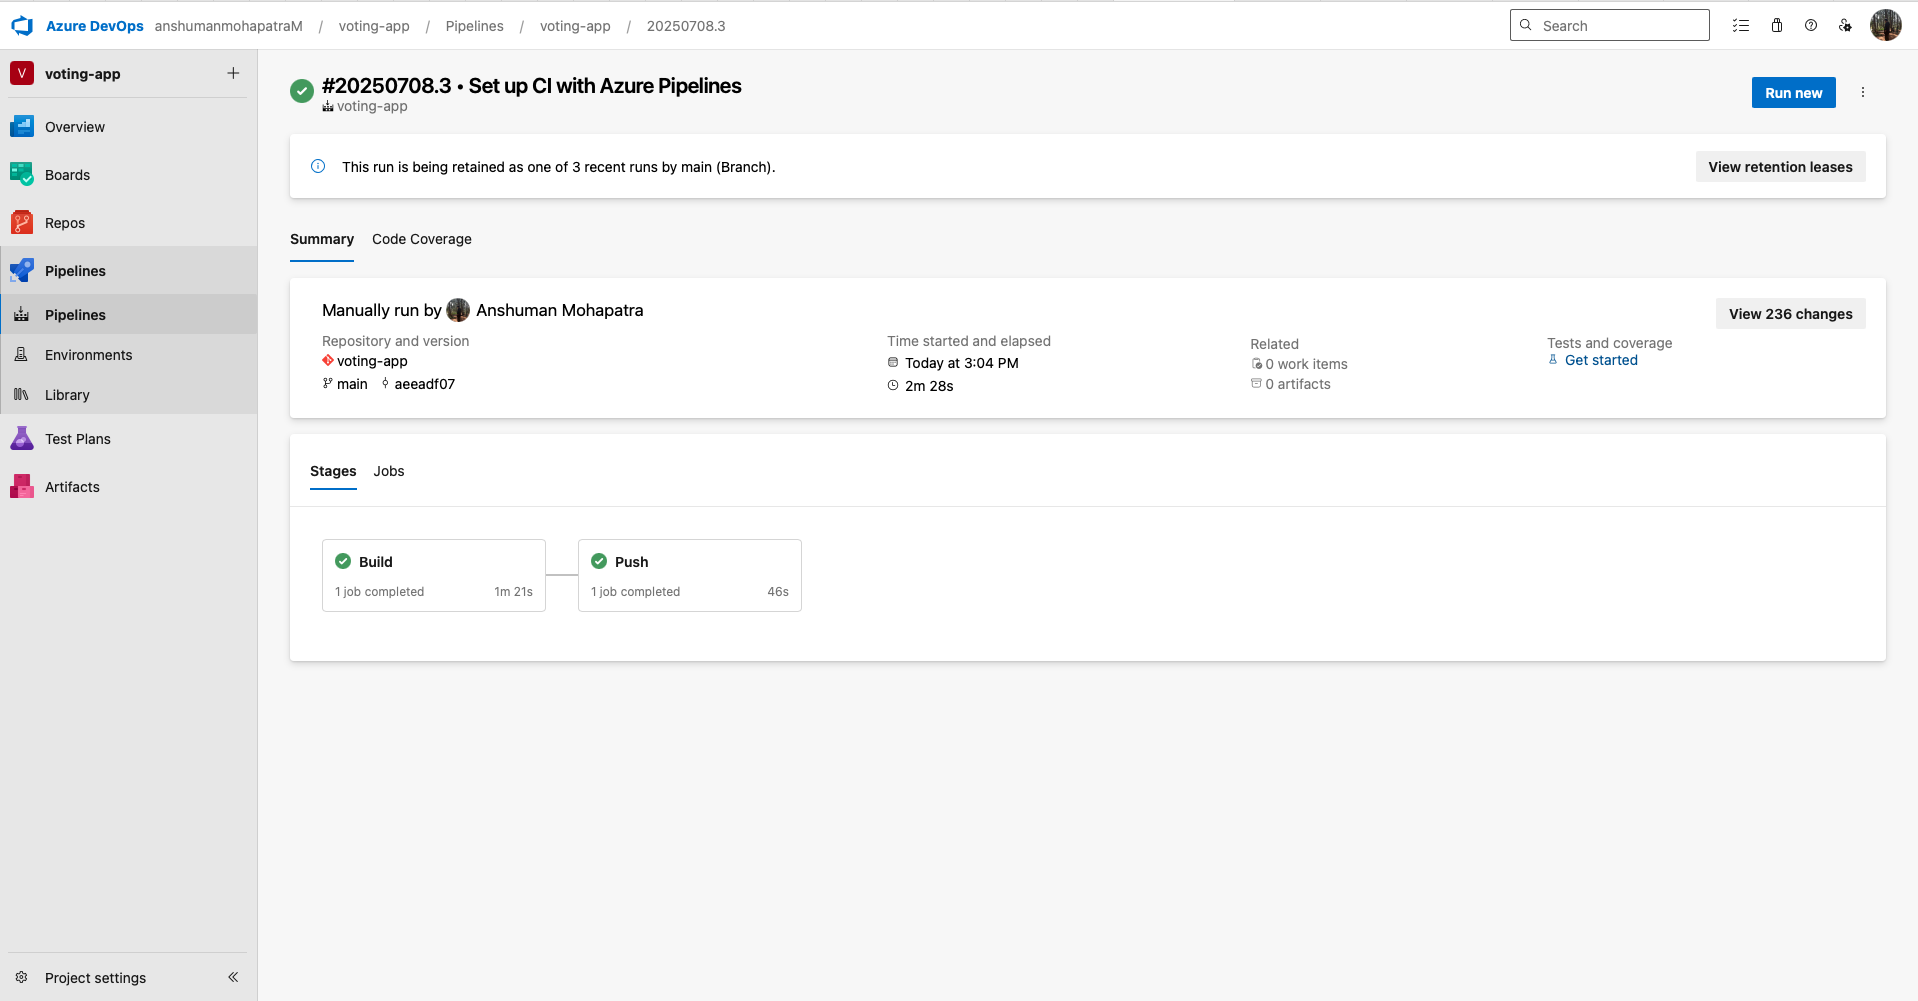 Azure DevOps anshumanmohapatraM / voting-app / Pipelines / voting-app / 20250708.3
Search
V voting-app
Overview
Boards
Repos
Pipelines
Pipelines
Environments
Library
Test Plans
Artifacts
Project settings
#20250708.3 • Set up CI with Azure Pipelines
voting-app
Run new
This run is being retained as one of 3 recent runs by main (Branch).
View retention leases
Summary Code Coverage
Manually run by Anshuman Mohapatra
View 236 changes
Repository and version
voting-app
main aeeadf07
Time started and elapsed
Today at 3:04 PM
2m 28s
Related
0 work items
0 artifacts
Tests and coverage
Get started
Stages Jobs
Build
1 job completed 1m 21s
Push
1 job completed 46s